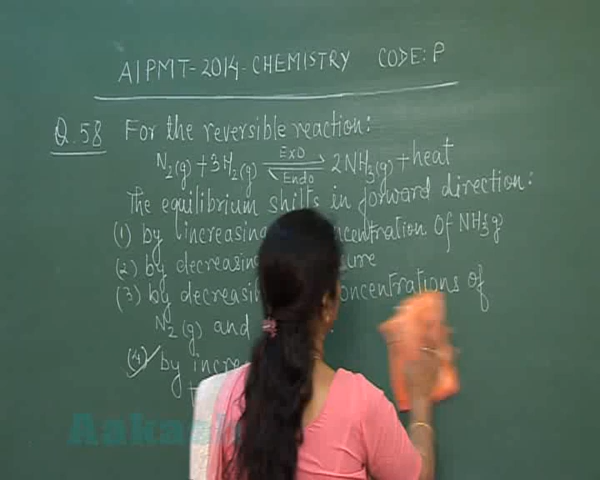 AIPMT-2014-CHEMISTRY CODE: P
Q.58 For the reversible reaction:
N₂(g) + 3H₂(g) Exo Endo 2NH₃(g) + heat
The equilibrium shifts in forward direction:
(1) by increasing concentration of NH₃(g)
(2) by decreasing
(3) by decreasi concentrations of
N₂(g) and
(4) by incre
Aakash